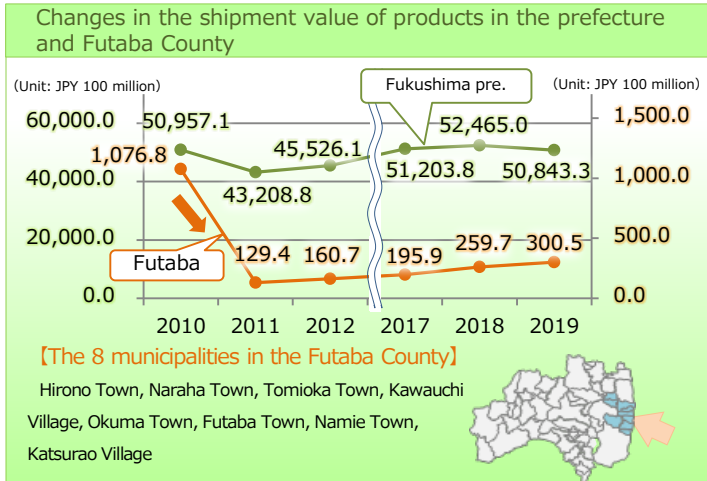 Changes in the shipment value of products in the prefecture
and Futaba County
(Unit: JPY 100 million)
Fukushima pre.
(Unit: JPY 100 million)
60,000.0
50,957.1
45,526.1
52,465.0
1,500.0
1,076.8
51,203.8
50,843.3
40,000.0
43,208.8
1,000.0
20,000.0
Futaba
129.4
160.7
195.9
259.7
300.5
500.0
0.0
0.0
2010
2011
2012
2017
2018
2019
【The 8 municipalities in the Futaba County】
Hirono Town, Naraha Town, Tomioka Town, Kawauchi
Village, Okuma Town, Futaba Town, Namie Town,
Katsurao Village